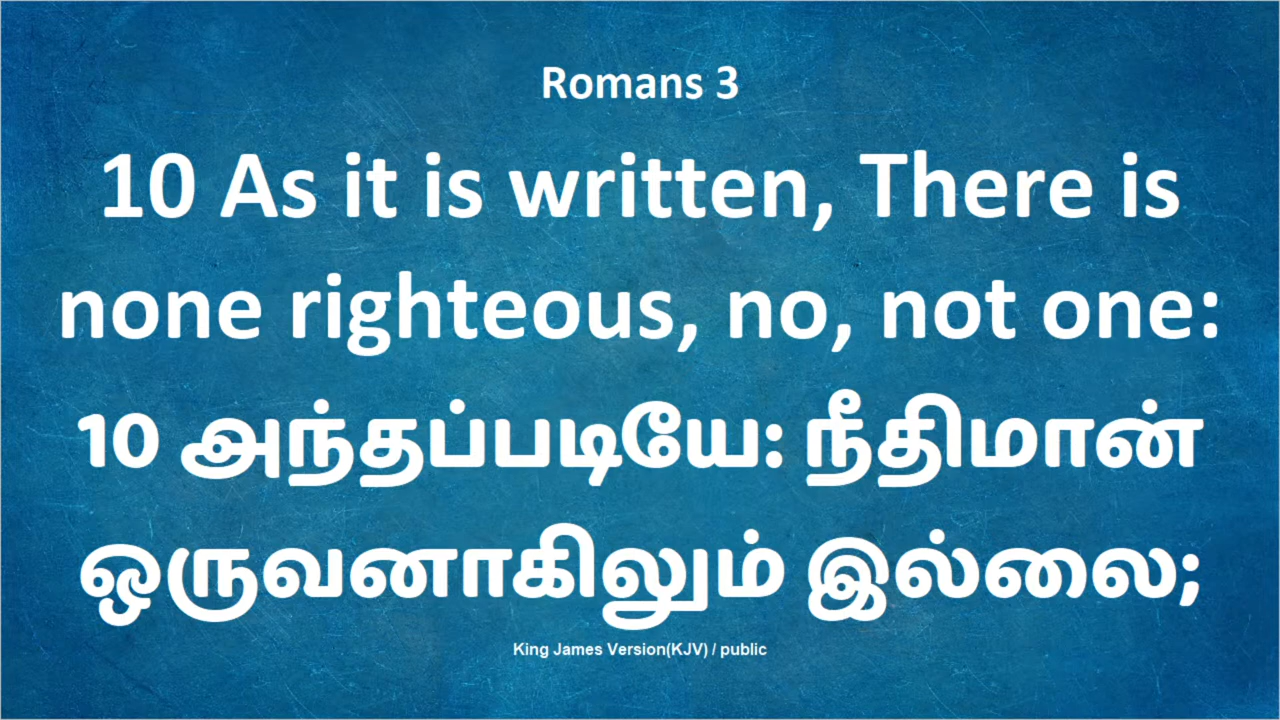 Romans 3
10 As it is written, There is
none righteous, no, not one:
10 அந்தப்படியே: நீதிமான்
ஒருவனாகிலும் இல்லை;
King James Version(KJV) / public